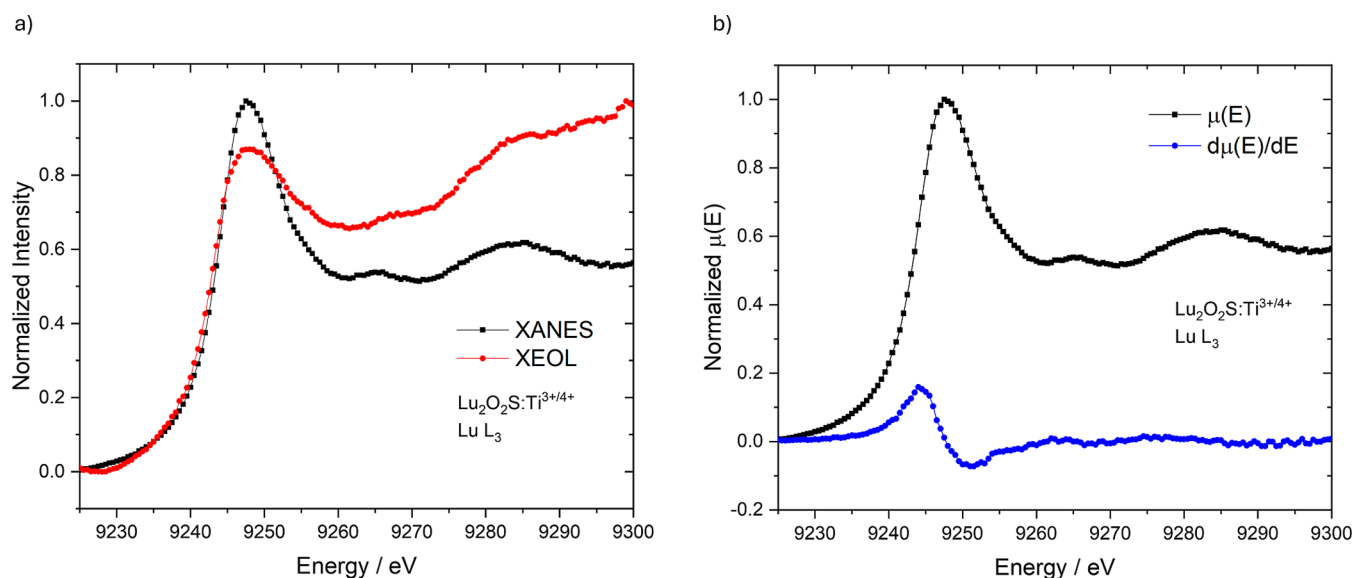 a)
1.0
0.8
0.6
0.4
0.2
0.0
Normalized Intensity
XANES
XEOL
Lu₂O₂S:Ti³⁺/⁴⁺
Lu L₃
9230 9240 9250 9260 9270 9280 9290 9300
Energy / eV
b)
1.0
0.8
0.6
0.4
0.2
0.0
-0.2
Normalized μ(E)
μ(E)
dμ(E)/dE
Lu₂O₂S:Ti³⁺/⁴⁺
Lu L₃
9230 9240 9250 9260 9270 9280 9290 9300
Energy / eV